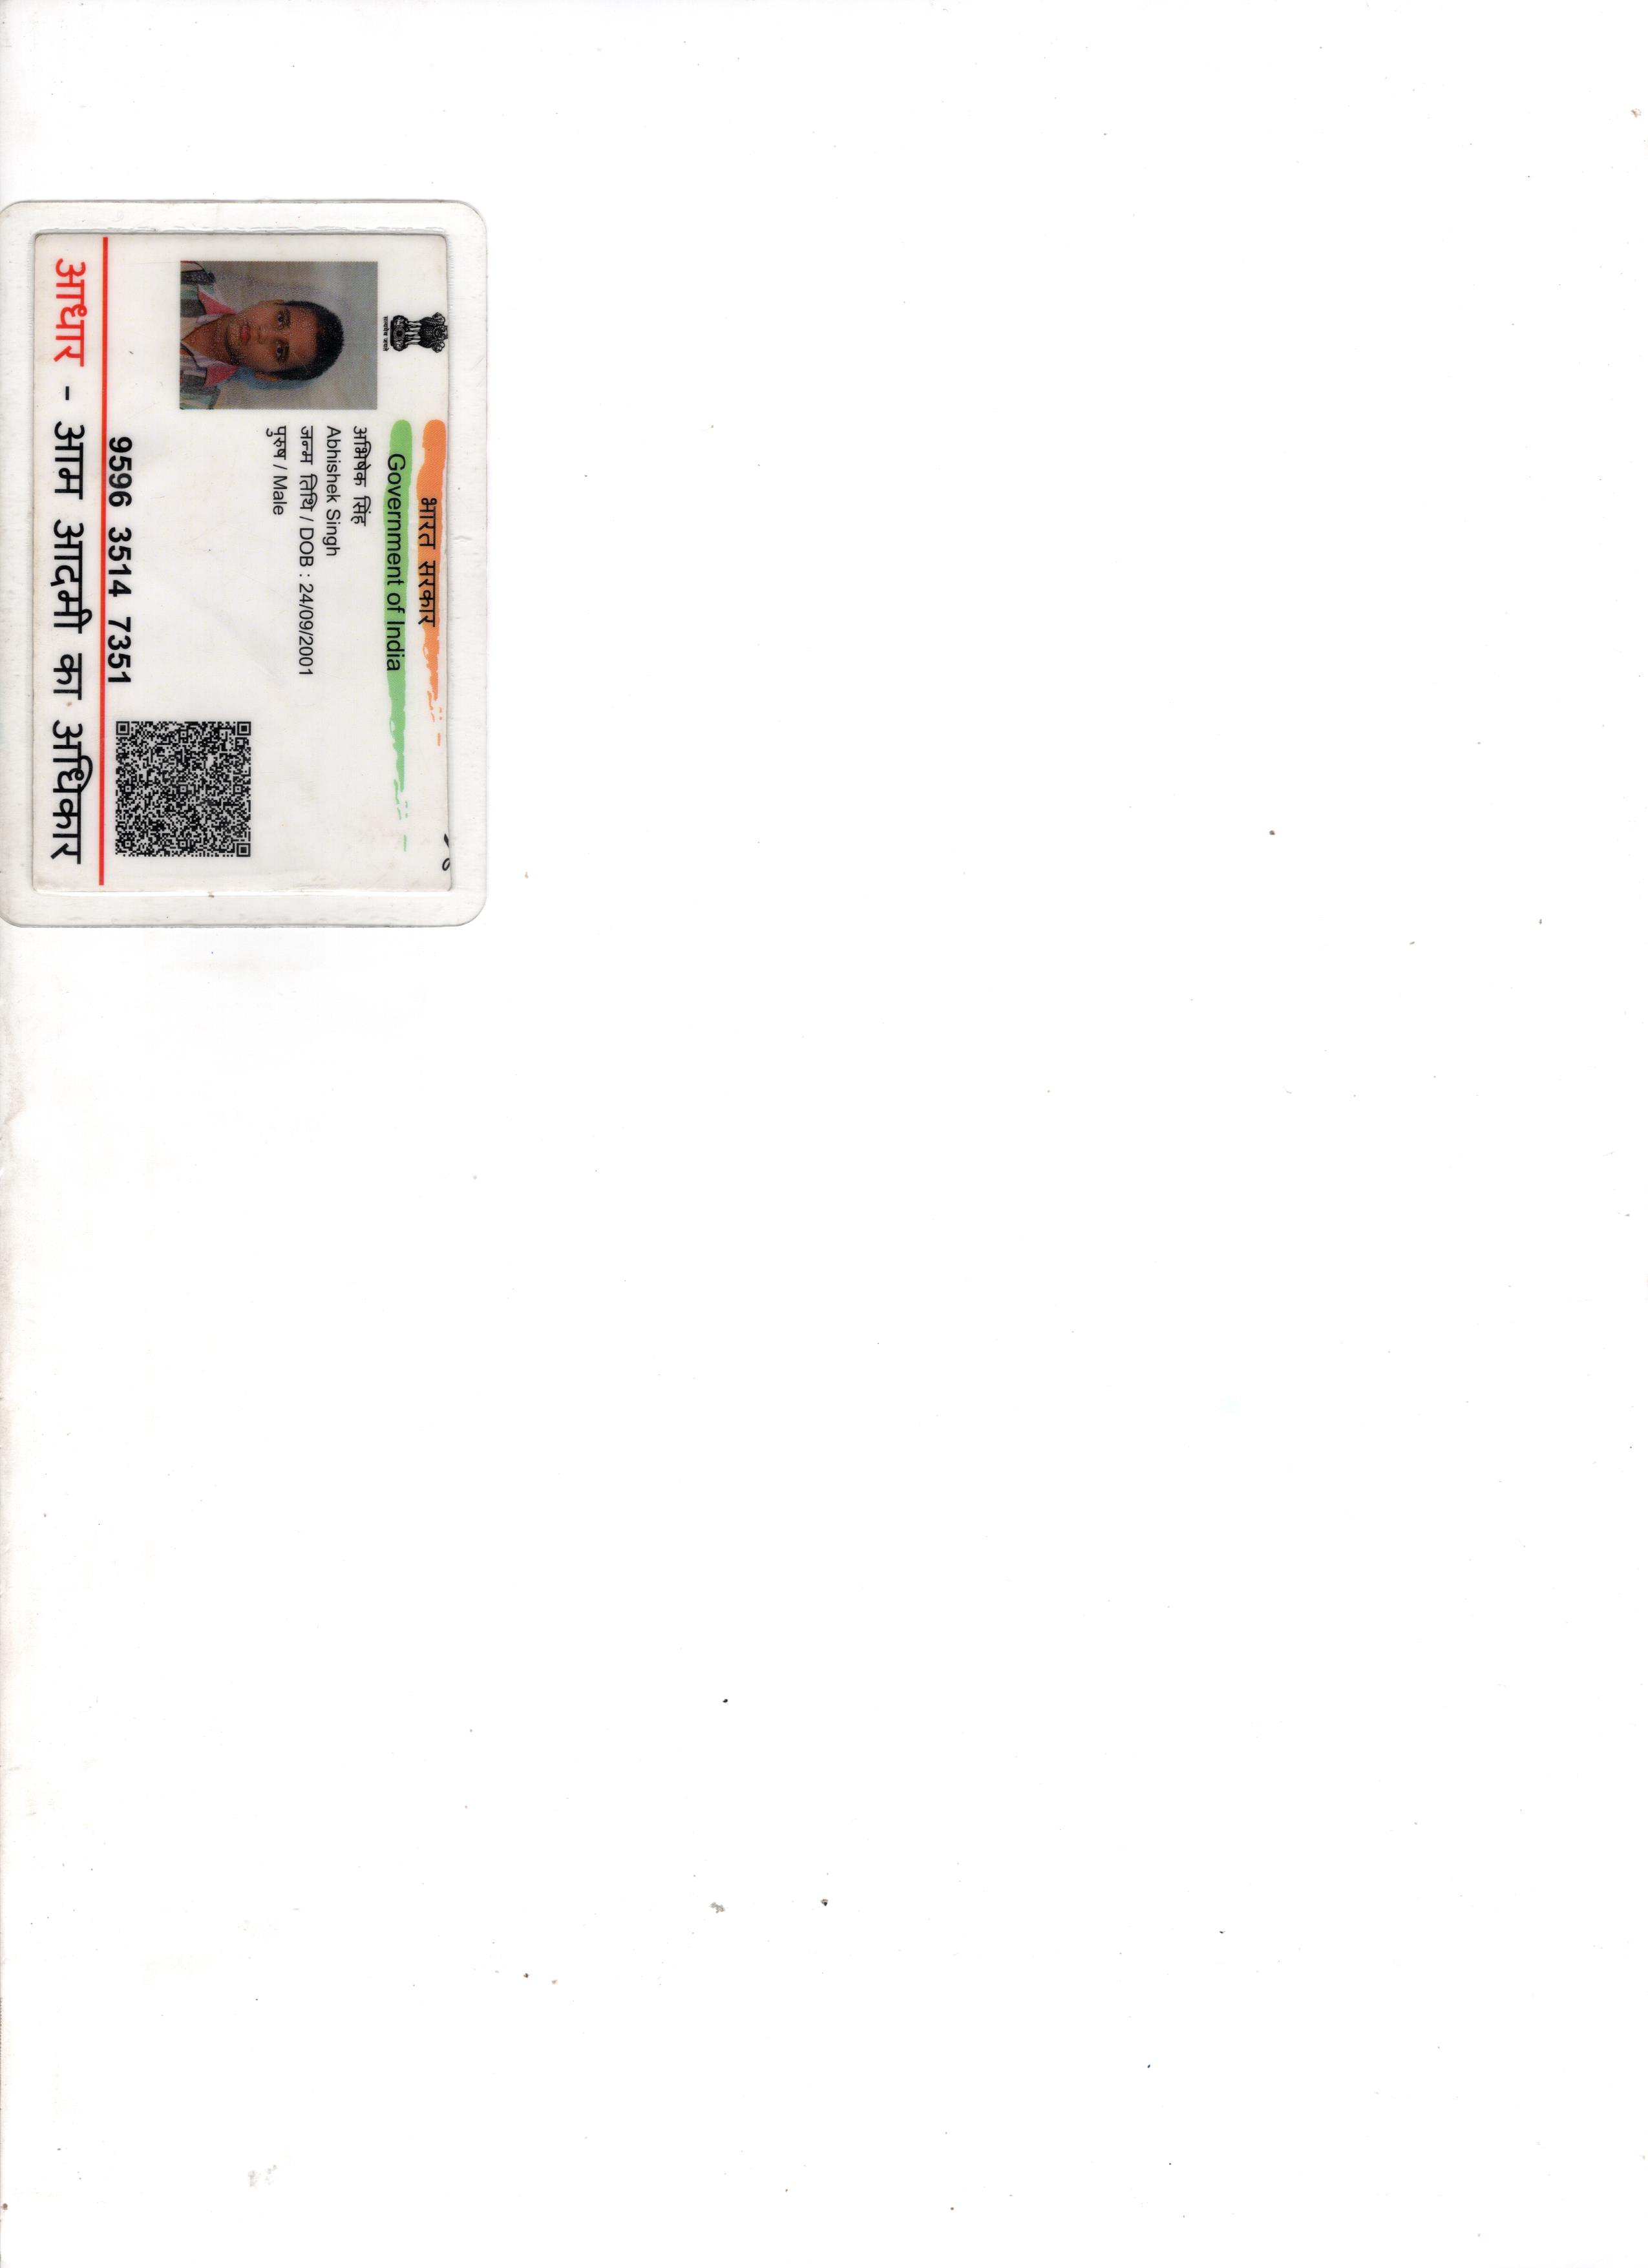 भारत सरकार
Government of India
सत्यमेव जयते
अभिषेक सिंह
Abhishek Singh
जन्म तिथि / DOB : 24/09/2001
पुरुष / Male
9596 3514 7351
आधार - आम आदमी का अधिकार